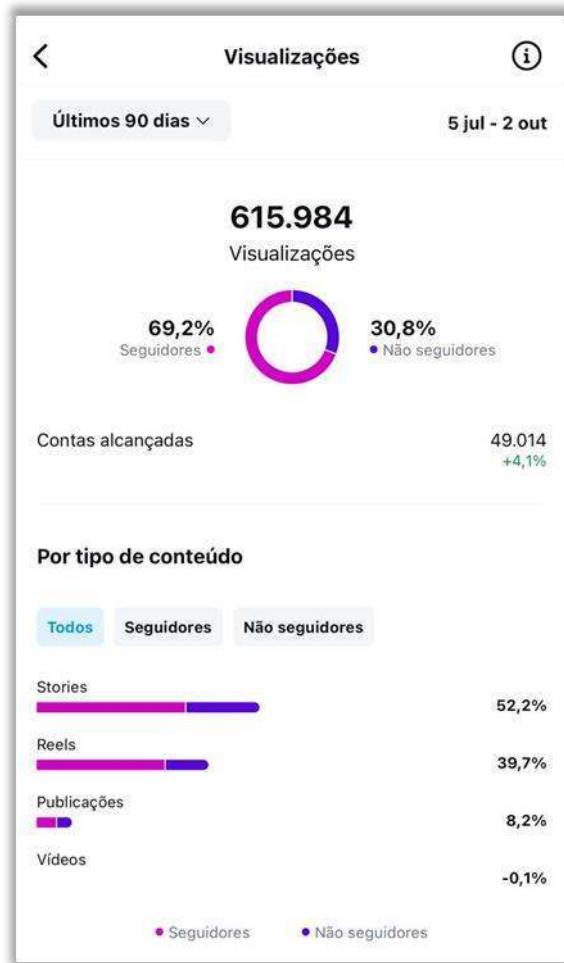 Visualizações
Últimos 90 dias
5 jul - 2 out
615.984
Visualizações
69,2%
Seguidores
30,8%
Não seguidores
Contas alcançadas
49.014
+4,1%
Por tipo de conteúdo
Todos Seguidores Não seguidores
Stories
52,2%
Reels
39,7%
Publicações
8,2%
Vídeos
-0,1%
Seguidores Não seguidores